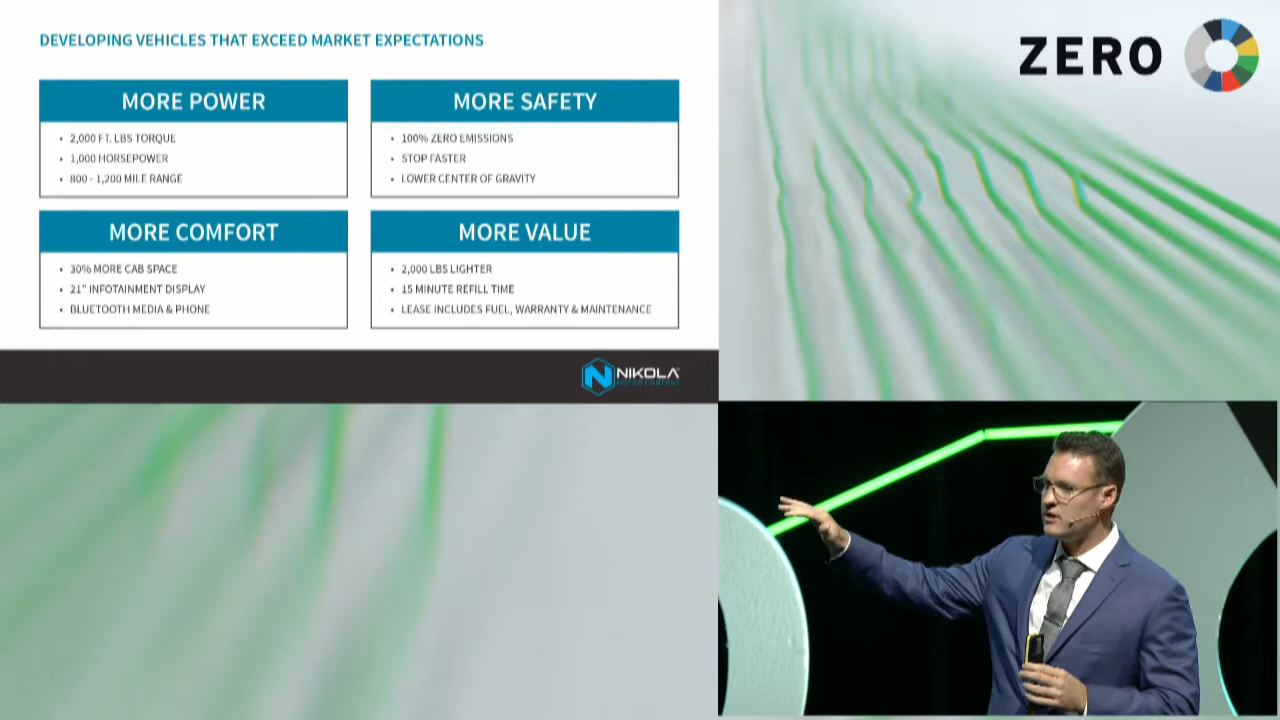 DEVELOPING VEHICLES THAT EXCEED MARKET EXPECTATIONS
MORE POWER
• 2,000 FT. LBS TORQUE
• 1,000 HORSEPOWER
• 800 - 1,200 MILE RANGE
MORE SAFETY
• 100% ZERO EMISSIONS
• STOP FASTER
• LOWER CENTER OF GRAVITY
MORE COMFORT
• 30% MORE CAB SPACE
• 21" INFOTAINMENT DISPLAY
• BLUETOOTH MEDIA & PHONE
MORE VALUE
• 2,000 LBS LIGHTER
• 15 MINUTE REFILL TIME
• LEASE INCLUDES FUEL, WARRANTY & MAINTENANCE
NIKOLA
MOTOR COMPANY
ZERO